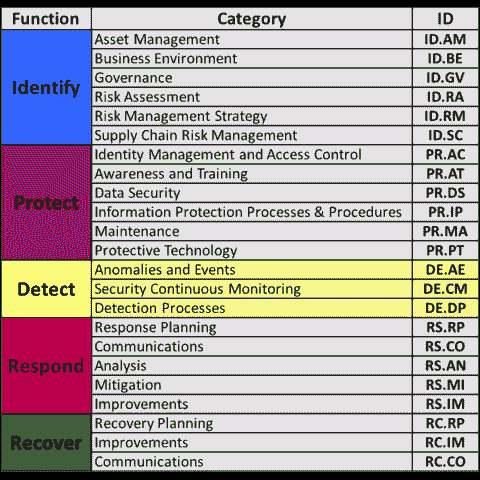 Function Category ID
Identify
Asset Management ID.AM
Business Environment ID.BE
Governance ID.GV
Risk Assessment ID.RA
Risk Management Strategy ID.RM
Supply Chain Risk Management ID.SC
Protect
Identity Management and Access Control PR.AC
Awareness and Training PR.AT
Data Security PR.DS
Information Protection Processes & Procedures PR.IP
Maintenance PR.MA
Protective Technology PR.PT
Detect
Anomalies and Events DE.AE
Security Continuous Monitoring DE.CM
Detection Processes DE.DP
Respond
Response Planning RS.RP
Communications RS.CO
Analysis RS.AN
Mitigation RS.MI
Improvements RS.IM
Recover
Recovery Planning RC.RP
Improvements RC.IM
Communications RC.CO